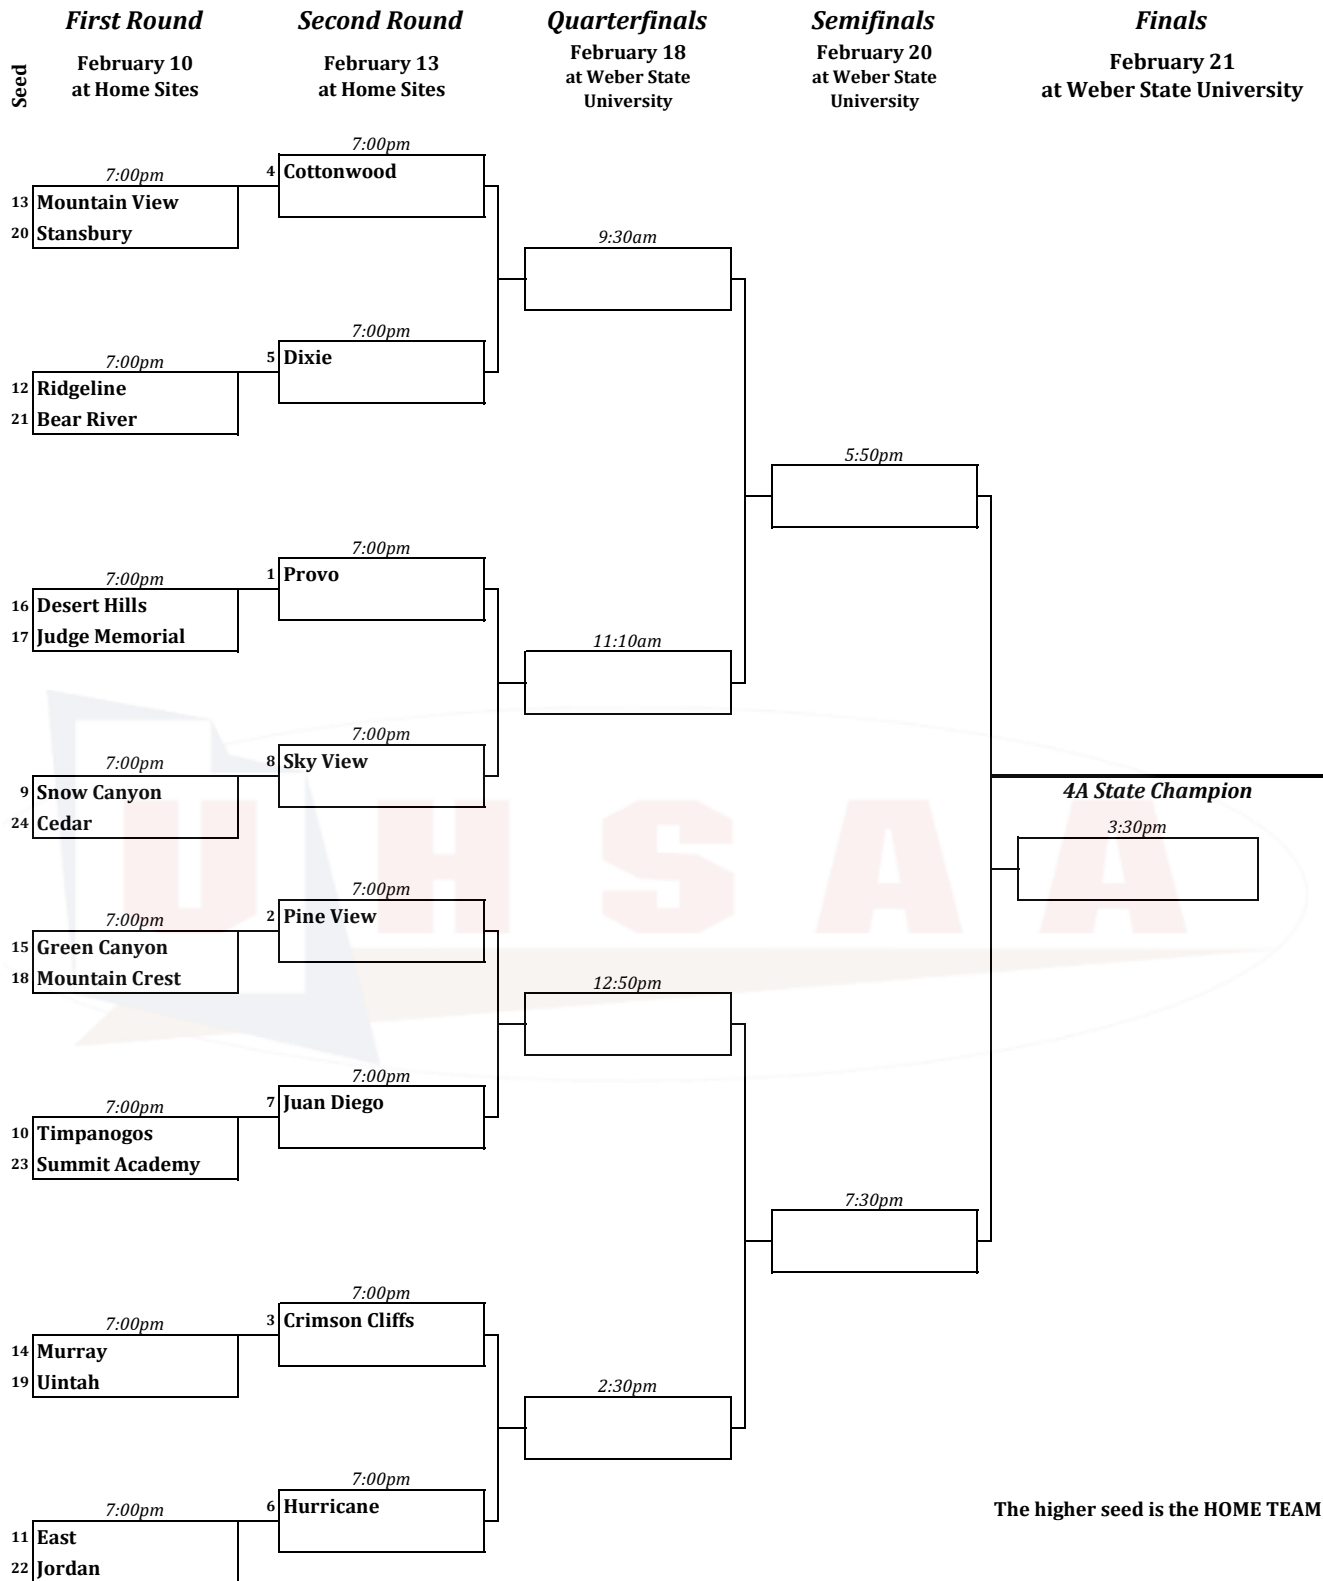 First Round
February 10
at Home Sites
Second Round
February 13
at Home Sites
Quarterfinals
February 18
at Weber State
University
Semifinals
February 20
at Weber State
University
Finals
February 21
at Weber State University
Seed
7:00pm
4 Cottonwood
7:00pm
13 Mountain View
20 Stansbury
9:30am
7:00pm
5 Dixie
7:00pm
12 Ridgeline
21 Bear River
5:50pm
7:00pm
1 Provo
7:00pm
16 Desert Hills
17 Judge Memorial
11:10am
7:00pm
8 Sky View
7:00pm
9 Snow Canyon
24 Cedar
4A State Champion
3:30pm
UHSAA
7:00pm
2 Pine View
7:00pm
15 Green Canyon
18 Mountain Crest
12:50pm
7:00pm
7 Juan Diego
7:00pm
10 Timpanogos
23 Summit Academy
7:30pm
7:00pm
3 Crimson Cliffs
7:00pm
14 Murray
19 Uintah
2:30pm
7:00pm
6 Hurricane
7:00pm
11 East
22 Jordan
The higher seed is the HOME TEAM